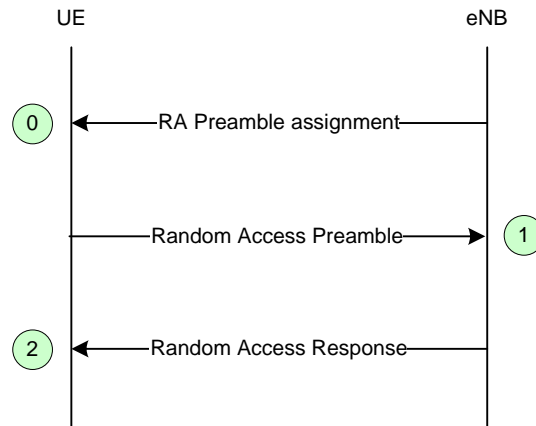 UE eNB
0 RA Preamble assignment
Random Access Preamble 1
2 Random Access Response